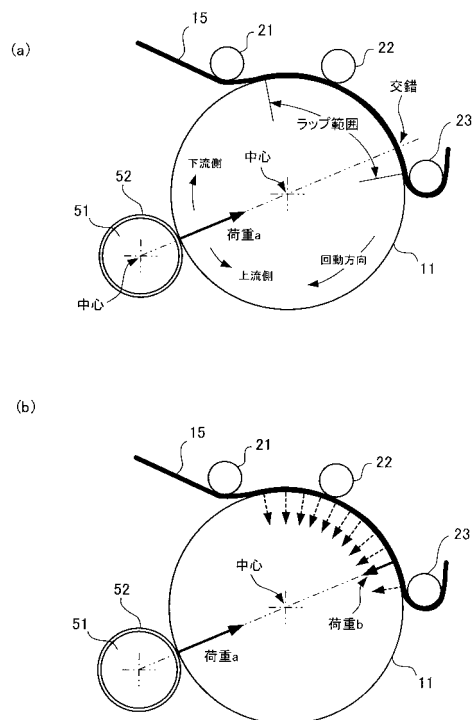 (a)
15
21
22
交錯
23
ラップ範囲
下流側
中心
52
51
荷重a
上流側
回動方向
中心
11
(b)
15
21
22
23
中心
52
51
荷重b
荷重a
11